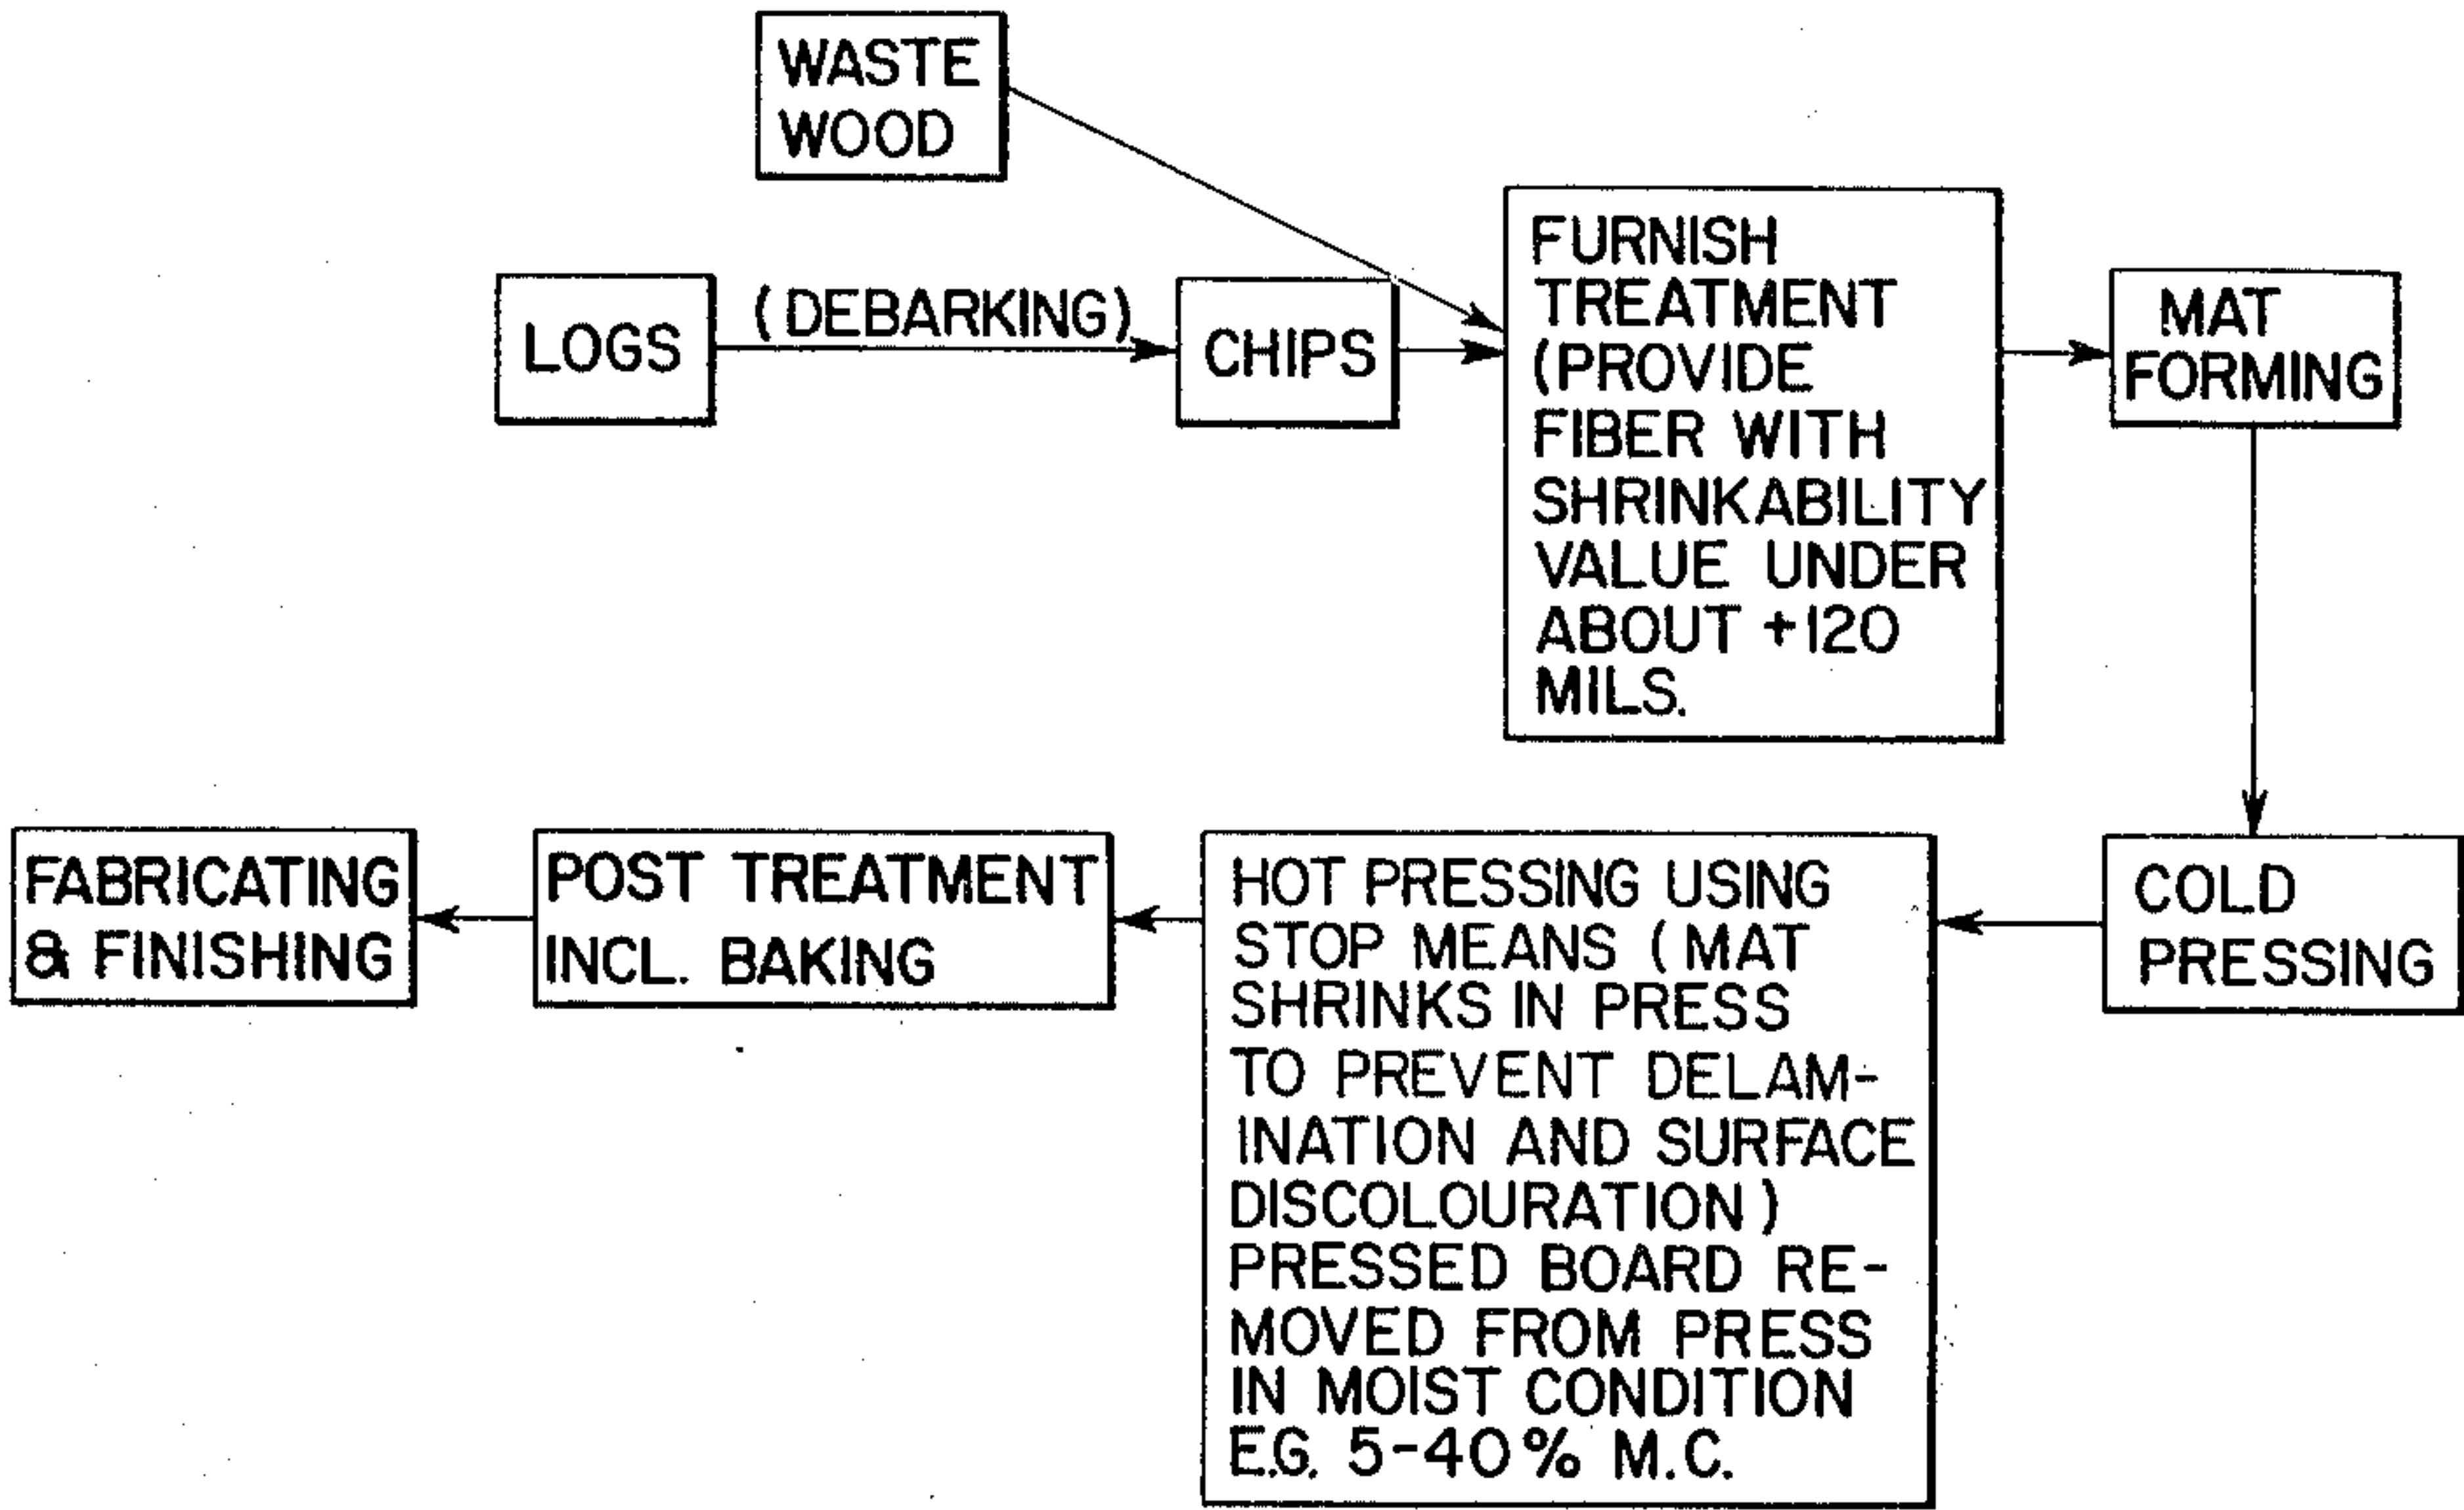 WASTE
WOOD
LOGS
(DEBARKING)
CHIPS
FURNISH
TREATMENT
(PROVIDE
FIBER WITH
SHRINKABILITY
VALUE UNDER
ABOUT +120
MILS.
MAT
FORMING
COLD
PRESSING
HOT PRESSING USING
STOP MEANS (MAT
SHRINKS IN PRESS
TO PREVENT DELAM-
INATION AND SURFACE
DISCOLOURATION)
PRESSED BOARD RE-
MOVED FROM PRESS
IN MOIST CONDITION
E.G. 5-40% M.C.
POST TREATMENT
INCL. BAKING
FABRICATING
& FINISHING